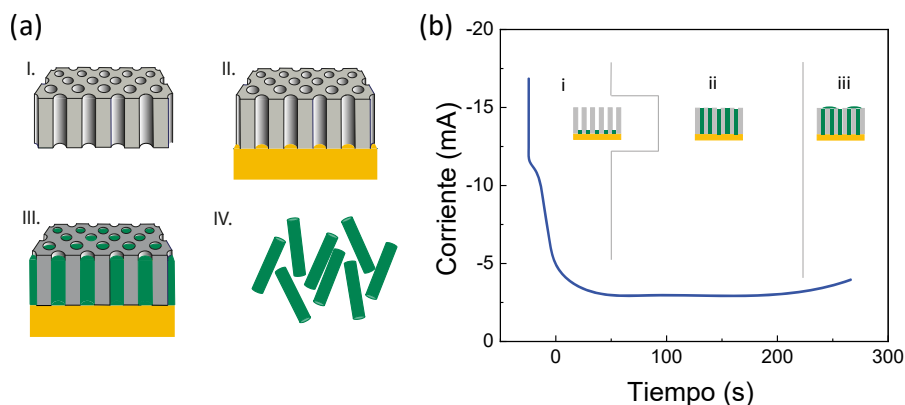 (a)
I.
II.
III.
IV.
(b)
-20
-15
-10
-5
0
Corriente (mA)
i
ii
iii
0
100
200
300
Tiempo (s)